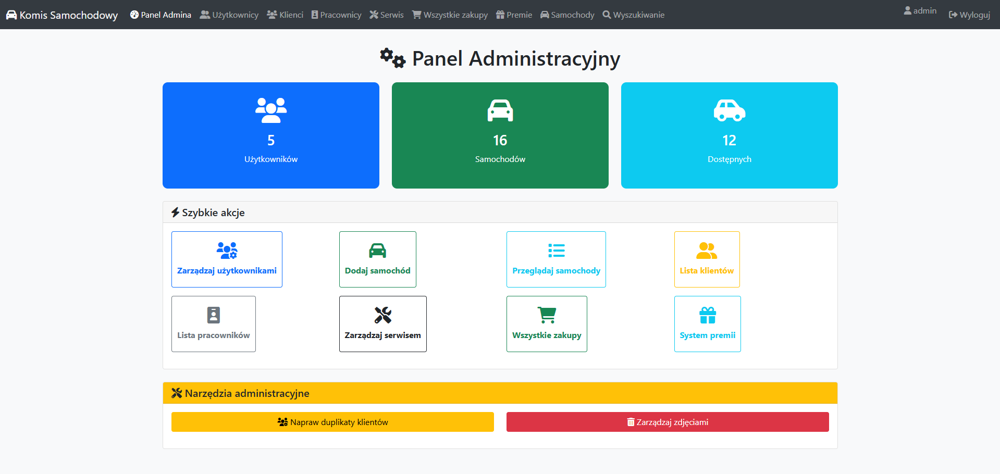 Komis Samochodowy Panel Admina Użytkownicy Klienci Pracownicy Serwis Wszystkie zakupy Premie Samochody Wyszukiwanie admin Wyloguj
Panel Administracyjny
5 16 12
Użytkowników Samochodów Dostępnych
Szybkie akcje
Zarządzaj użytkownikami Dodaj samochód Przeglądaj samochody Lista klientów
Lista pracowników Zarządzaj serwisem Wszystkie zakupy System premii
Narzędzia administracyjne
Napraw duplikaty klientów Zarządzaj zdjęciami